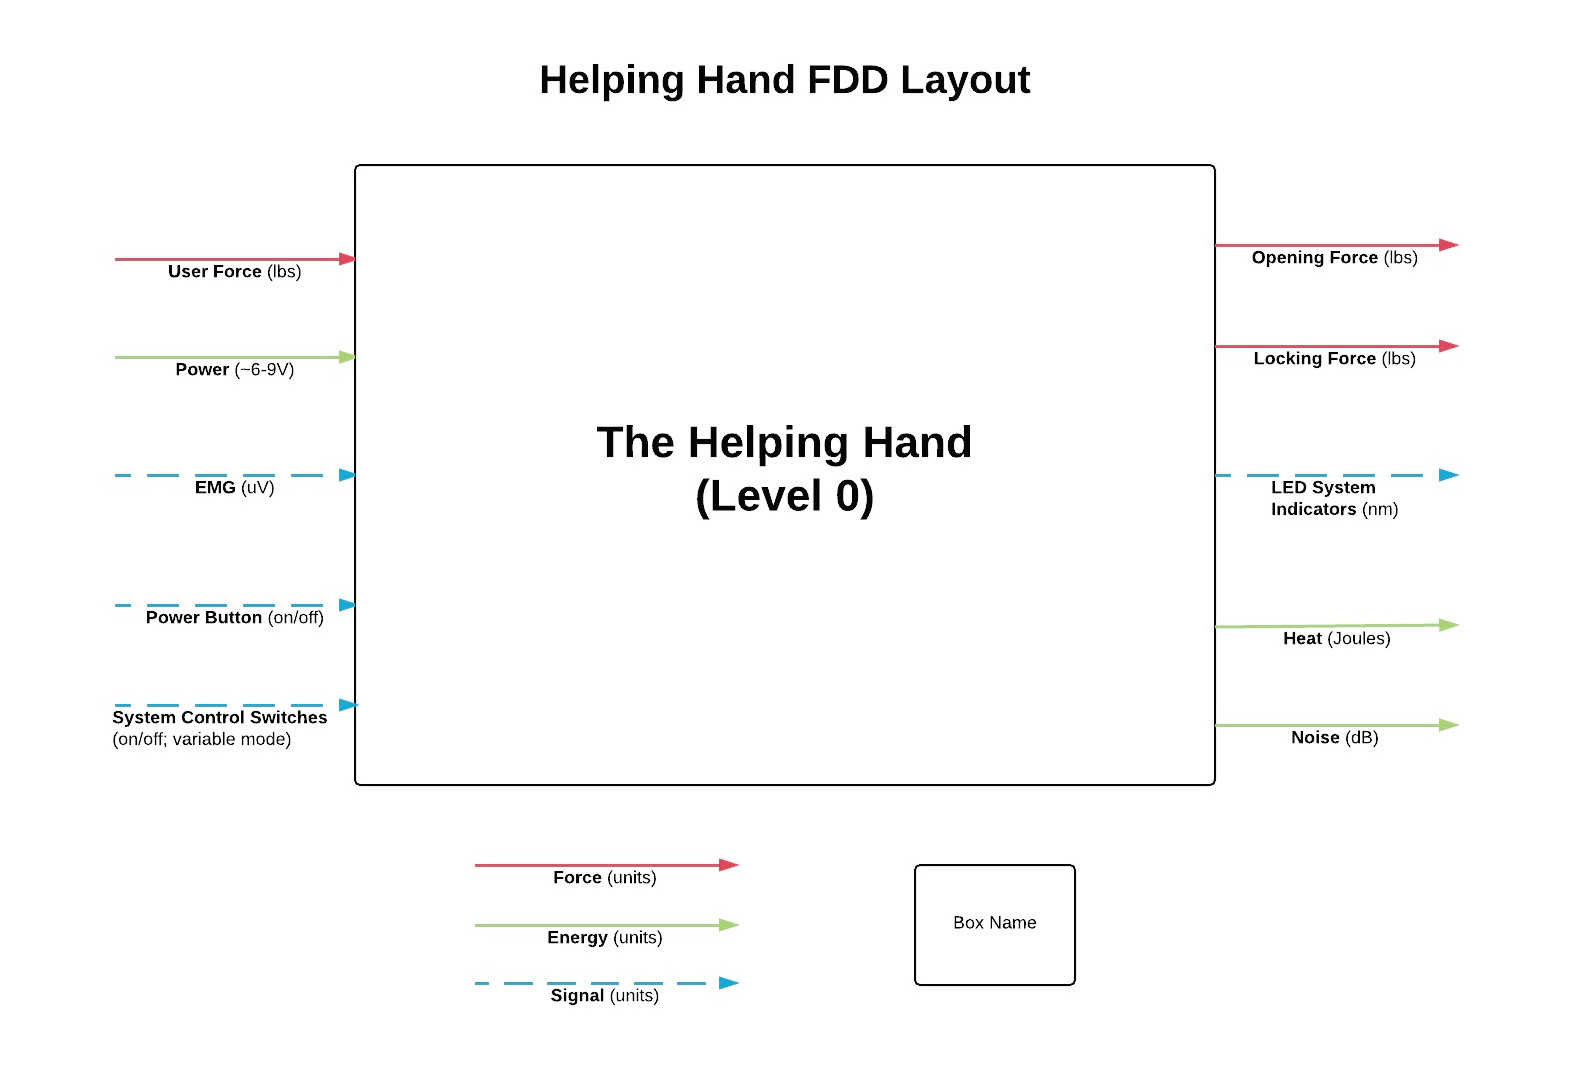 Helping Hand FDD Layout
User Force (lbs)
Power (~6-9V)
EMG (uV)
Power Button (on/off)
System Control Switches
(on/off; variable mode)
The Helping Hand
(Level 0)
Opening Force (lbs)
Locking Force (lbs)
LED System
Indicators (nm)
Heat (Joules)
Noise (dB)
Force (units)
Energy (units)
Signal (units)
Box Name